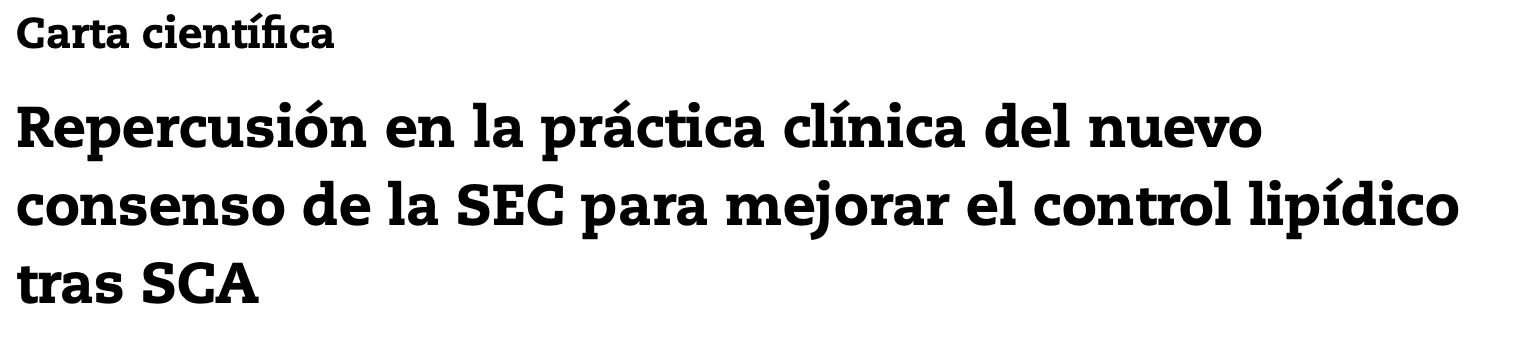 Carta científica
Repercusión en la práctica clínica del nuevo
consenso de la SEC para mejorar el control lipídico
tras SCA